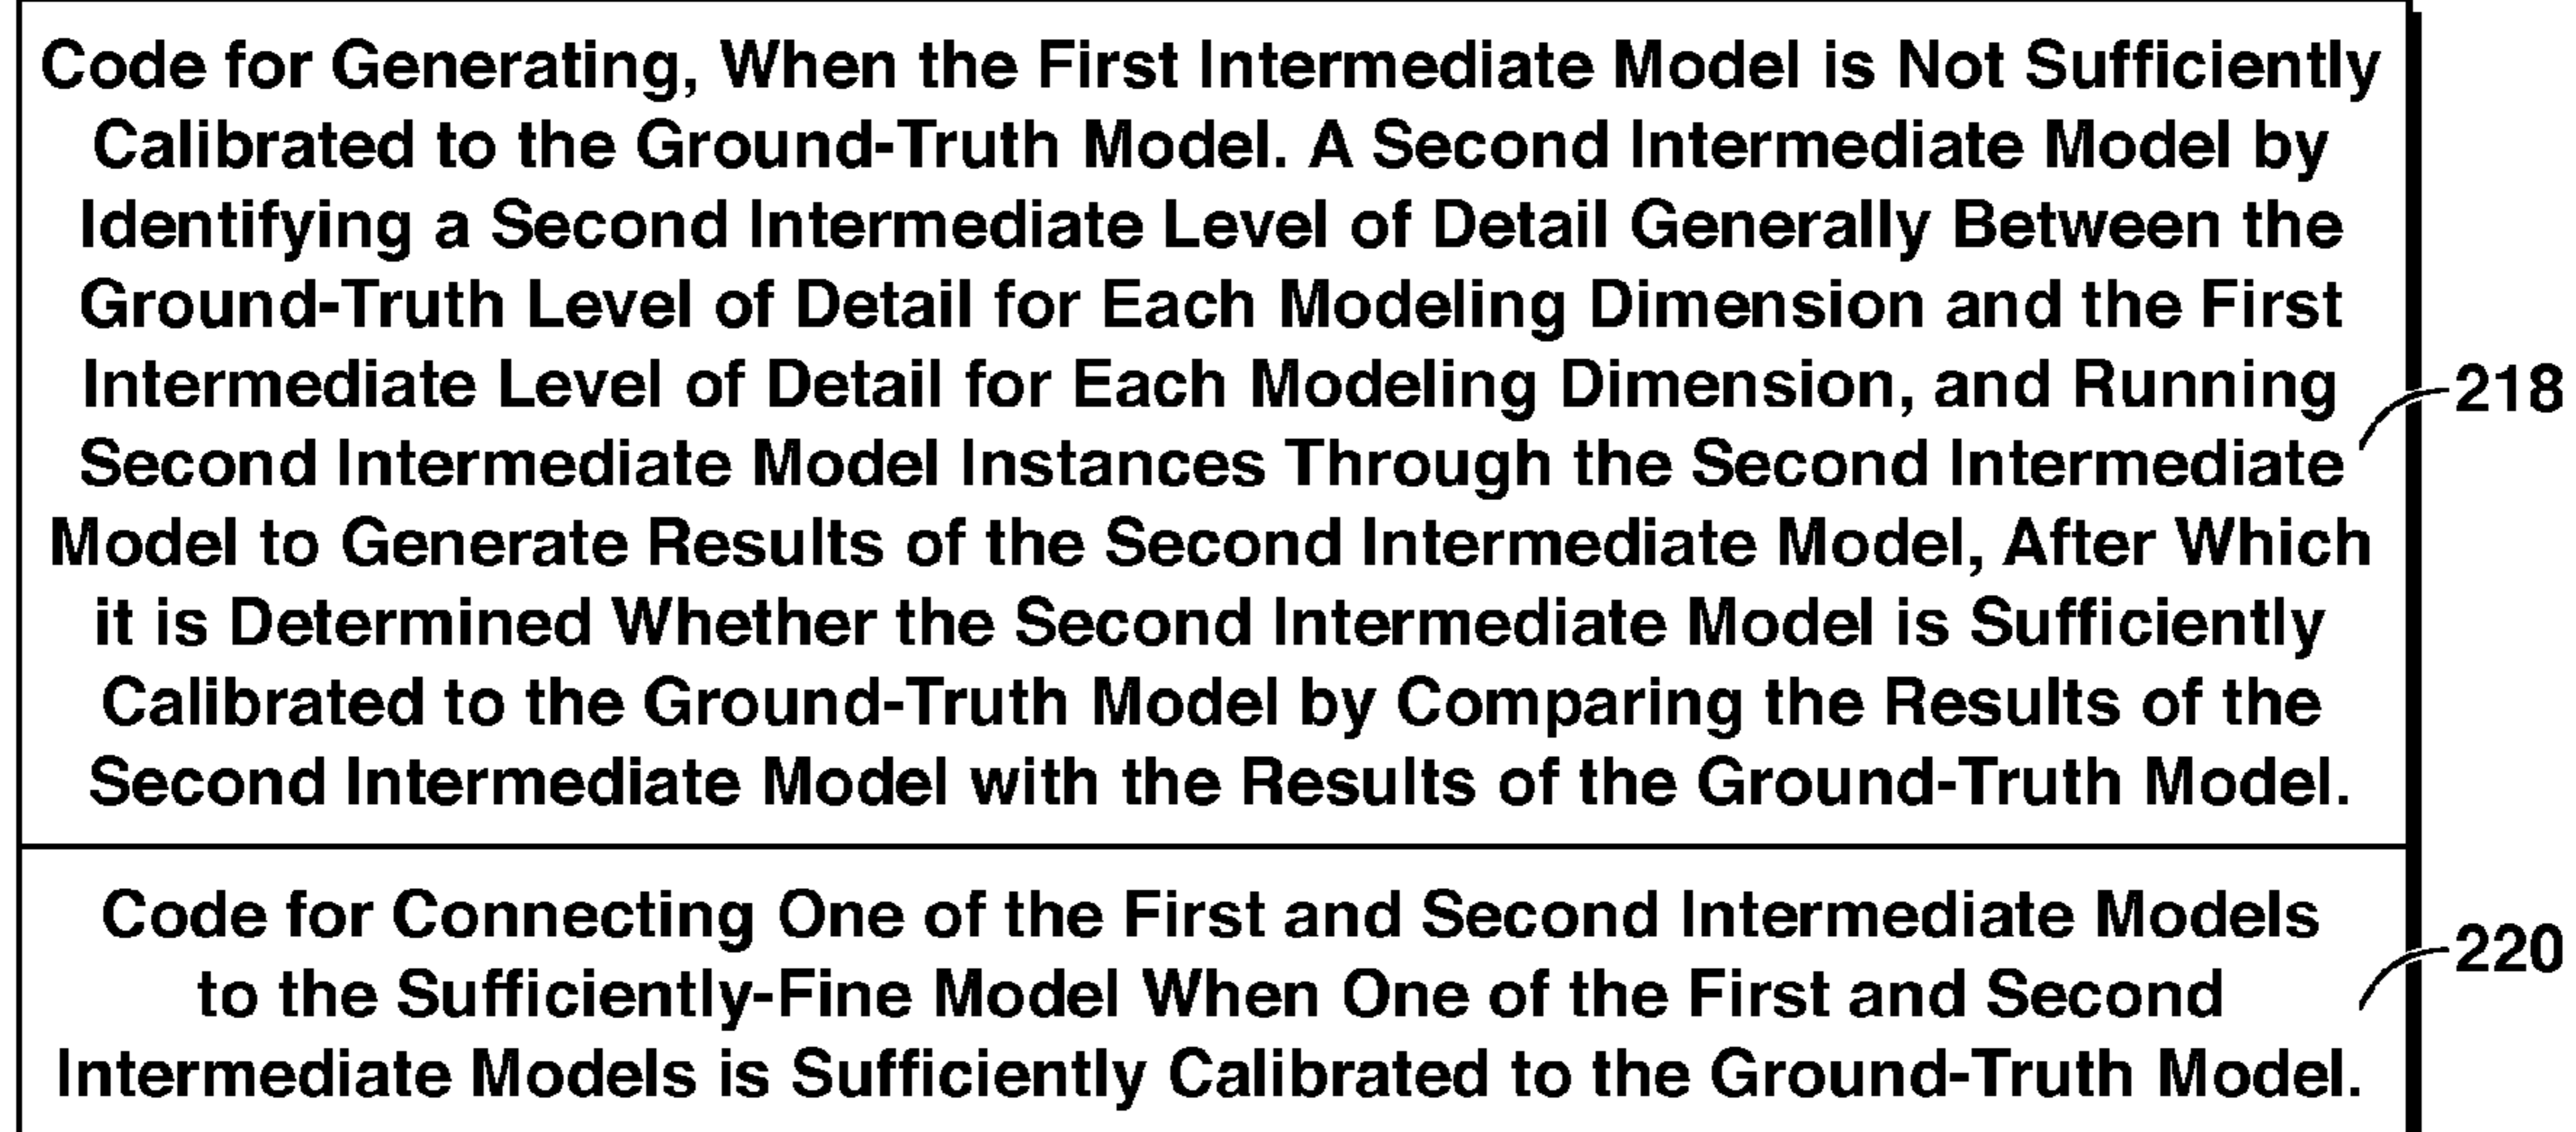 Code for Generating, When the First Intermediate Model is Not Sufficiently
Calibrated to the Ground-Truth Model. A Second Intermediate Model by
Identifying a Second Intermediate Level of Detail Generally Between the
Ground-Truth Level of Detail for Each Modeling Dimension and the First
Intermediate Level of Detail for Each Modeling Dimension, and Running
218
Second Intermediate Model Instances Through the Second Intermediate
Model to Generate Results of the Second Intermediate Model, After Which
it is Determined Whether the Second Intermediate Model is Sufficiently
Calibrated to the Ground-Truth Model by Comparing the Results of the
Second Intermediate Model with the Results of the Ground-Truth Model.
Code for Connecting One of the First and Second Intermediate Models
220
to the Sufficiently-Fine Model When One of the First and Second
Intermediate Models is Sufficiently Calibrated to the Ground-Truth Model.